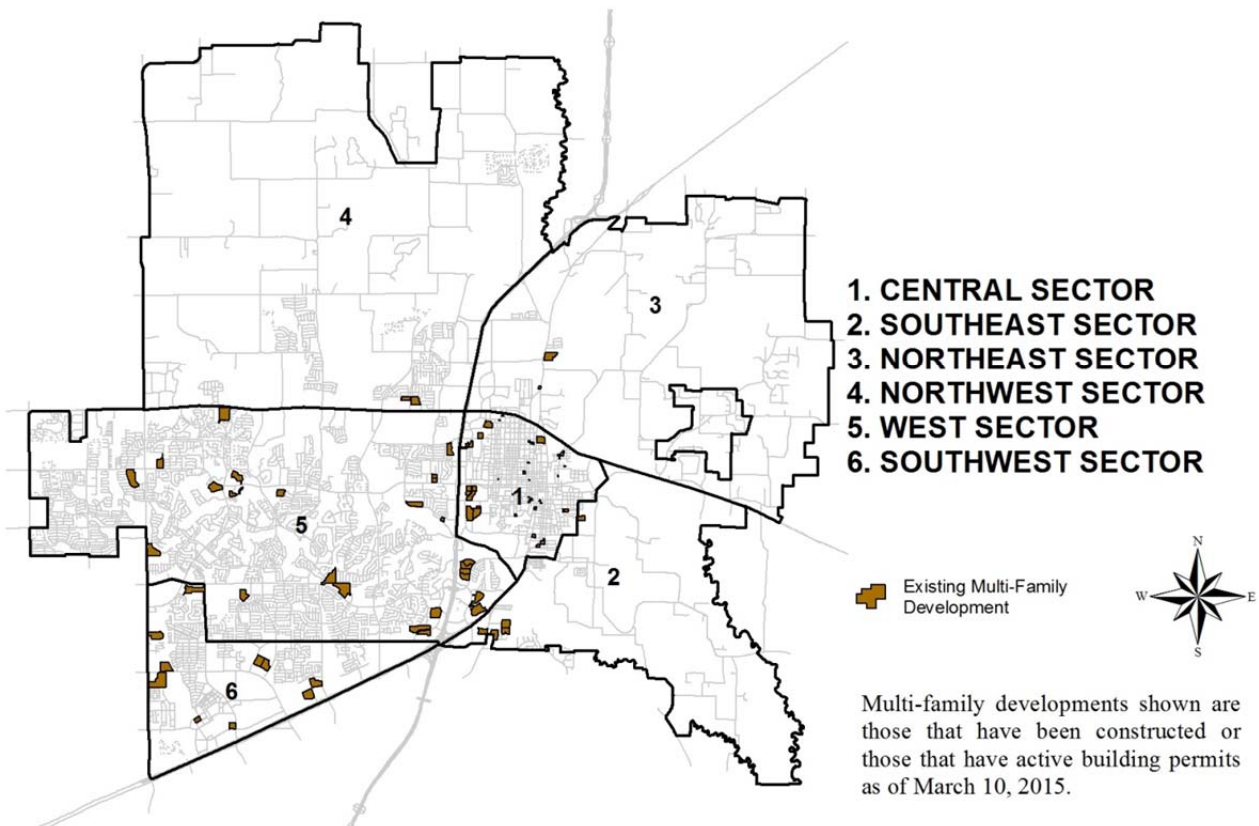 4
3
1
5
2
6
1. CENTRAL SECTOR
2. SOUTHEAST SECTOR
3. NORTHEAST SECTOR
4. NORTHWEST SECTOR
5. WEST SECTOR
6. SOUTHWEST SECTOR
Existing Multi-Family
Development
N
W E
S
Multi-family developments shown are
those that have been constructed or
those that have active building permits
as of March 10, 2015.